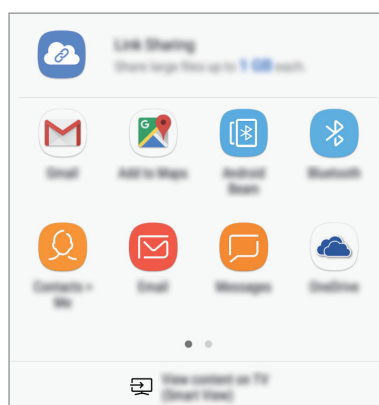 Link Sharing
Share large files up to 1 GB each.
Gmail
Add to Maps
Android
Beam
Bluetooth
Contacts >
Me
Email
Messages
OneDrive
View content on TV
(Smart View)